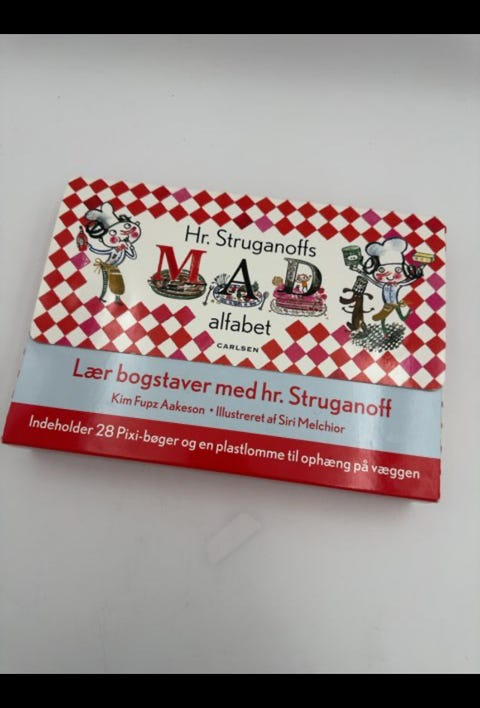 Hr. Struganoffs
MAD
alfabet
CARLSEN
Lær bogstaver med hr. Struganoff
Kim Fupz Aakeson • Illustreret af Siri Melchior
Indeholder 28 Pixi-bøger og en plastlomme til ophæng på væggen